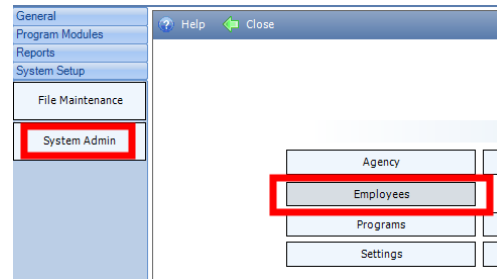 General
Program Modules
Reports
System Setup
File Maintenance
System Admin
Help Close
Agency
Employees
Programs
Settings